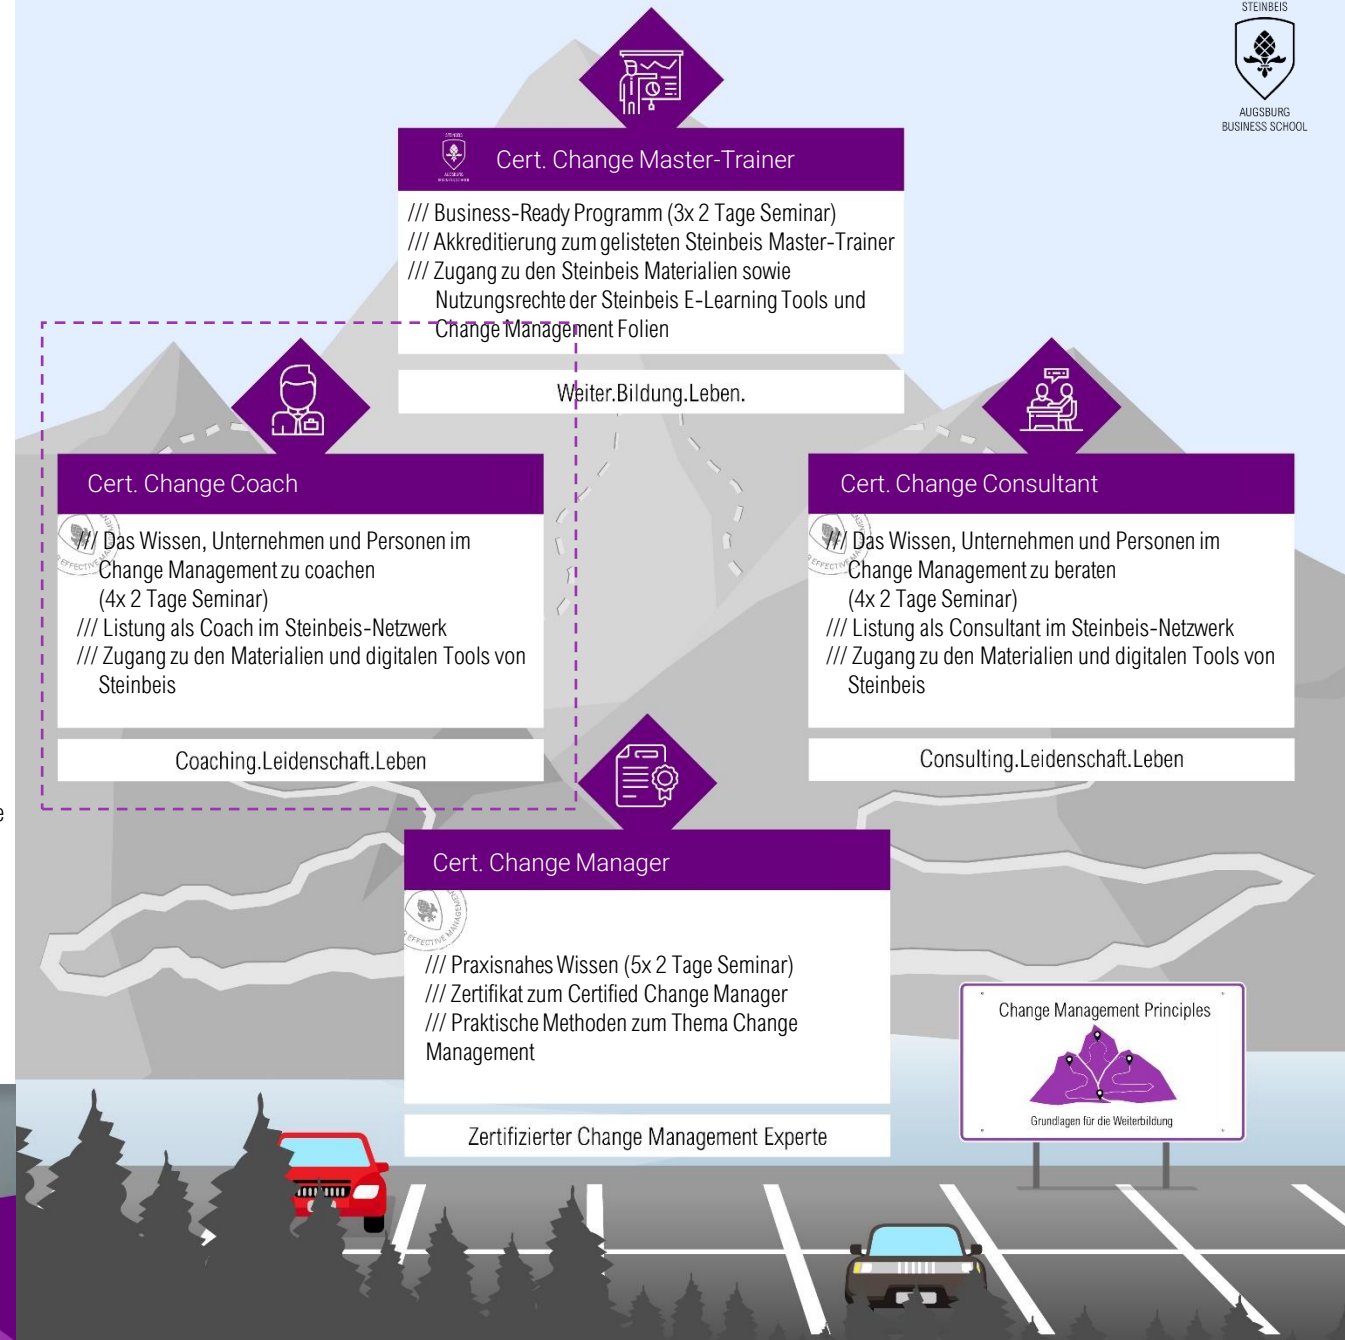 STEINBEIS
AUGSBURG
BUSINESS SCHOOL
Cert. Change Master-Trainer
/// Business-Ready Programm (3x 2 Tage Seminar)
/// Akkreditierung zum gelisteten Steinbeis Master-Trainer
/// Zugang zu den Steinbeis Materialien sowie
Nutzungsrechte der Steinbeis E-Learning Tools und
Change Management Folien
Weiter.Bildung.Leben.
Cert. Change Coach
/// Das Wissen, Unternehmen und Personen im
Change Management zu coachen
(4x 2 Tage Seminar)
/// Listung als Coach im Steinbeis-Netzwerk
/// Zugang zu den Materialien und digitalen Tools von
Steinbeis
Coaching.Leidenschaft.Leben
Cert. Change Consultant
/// Das Wissen, Unternehmen und Personen im
Change Management zu beraten
(4x 2 Tage Seminar)
/// Listung als Consultant im Steinbeis-Netzwerk
/// Zugang zu den Materialien und digitalen Tools von
Steinbeis
Consulting.Leidenschaft.Leben
e
Cert. Change Manager
EFFECTIVE MANAGEMENT
/// Praxisnahes Wissen (5x 2 Tage Seminar)
/// Zertifikat zum Certified Change Manager
/// Praktische Methoden zum Thema Change
Management
Zertifizierter Change Management Experte
Change Management Principles
Grundlagen für die Weiterbildung